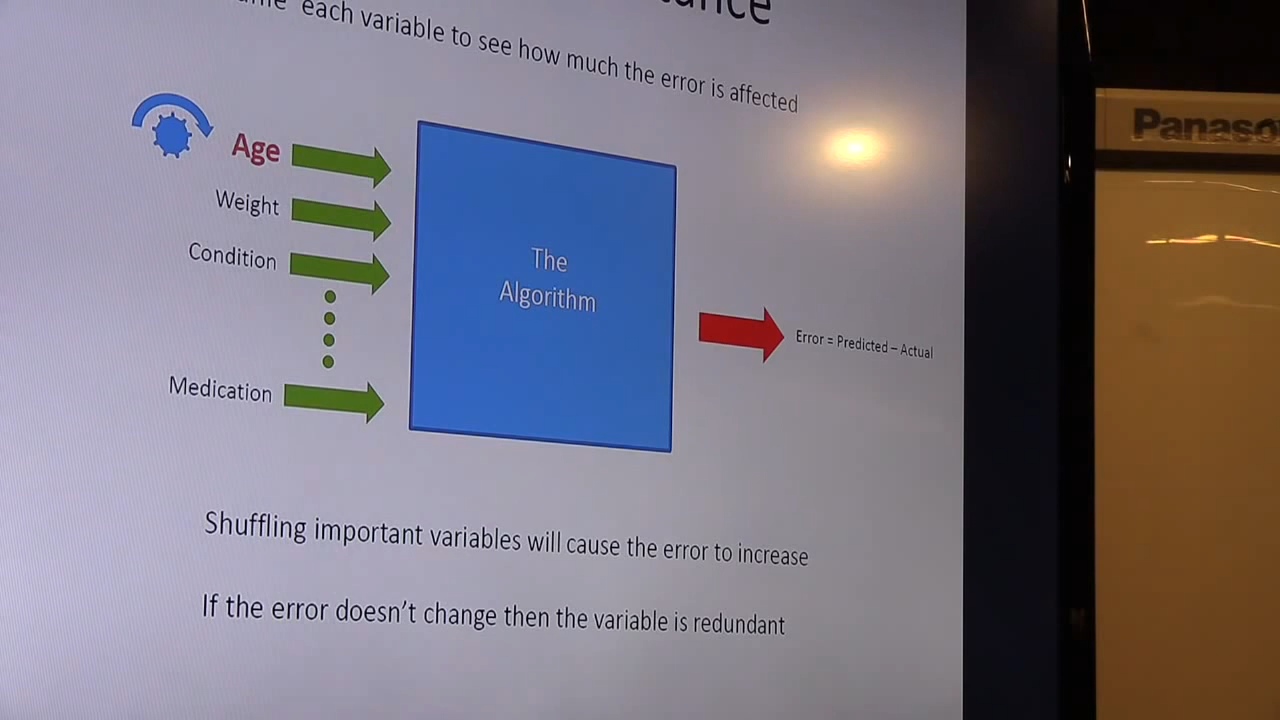 each variable to see how much the error is affected
Panaso
Age
Weight
Condition
The
Algorithm
Error = Predicted – Actual
Medication
Shuffling important variables will cause the error to increase
If the error doesn't change then the variable is redundant